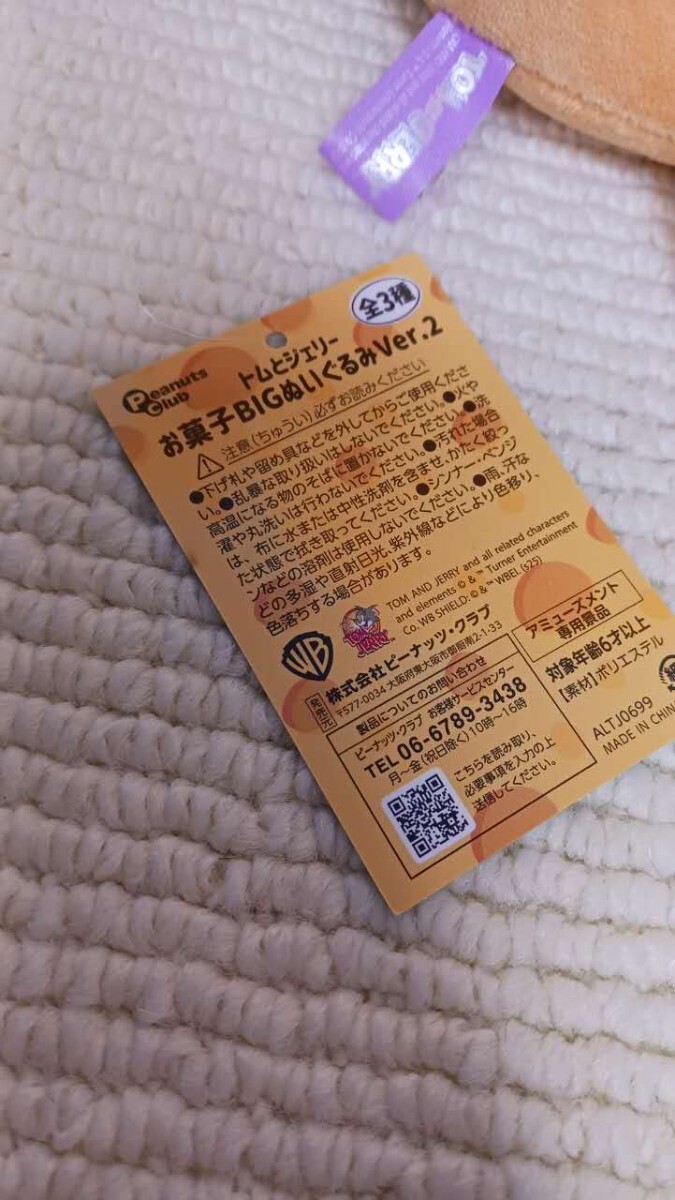 TOM and JERRY
全3種
Peanuts Club
トムとジェリー
お菓子BIGぬいぐるみVer.2
注意(ちゅうい)必ずお読みください
●下げ札や留め具などを外してからご使用くださ
い。●乱暴な取り扱いはしないでください。●火や
高温になる物のそばに置かないでください。●洗
濯や丸洗いは行わないでください。●汚れた場合
は、布に水または中性洗剤を含ませ、かたく絞っ
た状態で拭き取ってください。●シンナー・ベンジ
ンなどの溶剤は使用しないでください。●雨、汗な
どの多湿や直射日光、紫外線などにより色移り、
色落ちする場合があります。
WB
TOM and JERRY
TOM AND JERRY and all related characters
and elements © & ™ Turner Entertainment
Co. WB SHIELD: © & ™ WBEI. (s25)
発売元
株式会社ピーナッツ・クラブ
〒577-0034 大阪府東大阪市御厨南2-1-33
製品についてのお問い合わせ
ピーナッツ・クラブ お客様サービスセンター
TEL 06-6789-3438
月～金(祝日除く)10時～16時
こちらを読み取り、
必要事項を入力の上
送信してください。
アミューズメント
専用景品
対象年齢6才以上
【素材】ポリエステル
ALTJ0699
MADE IN CHIN